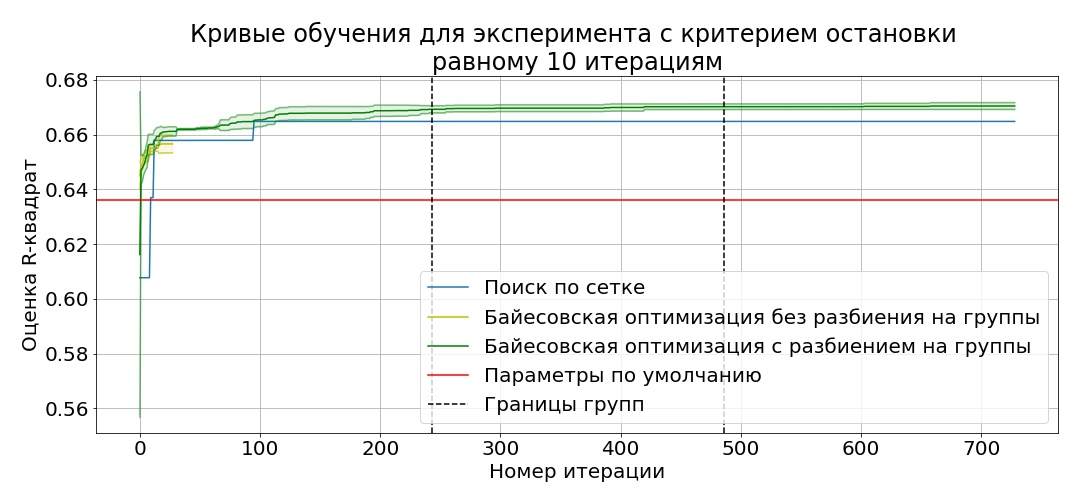 Кривые обучения для эксперимента с критерием остановки
равному 10 итерациям
Оценка R-квадрат
0.68
0.66
0.64
0.62
0.60
0.58
0.56
Поиск по сетке
Байесовская оптимизация без разбиения на группы
Байесовская оптимизация с разбиением на группы
Параметры по умолчанию
Границы групп
0 100 200 300 400 500 600 700
Номер итерации